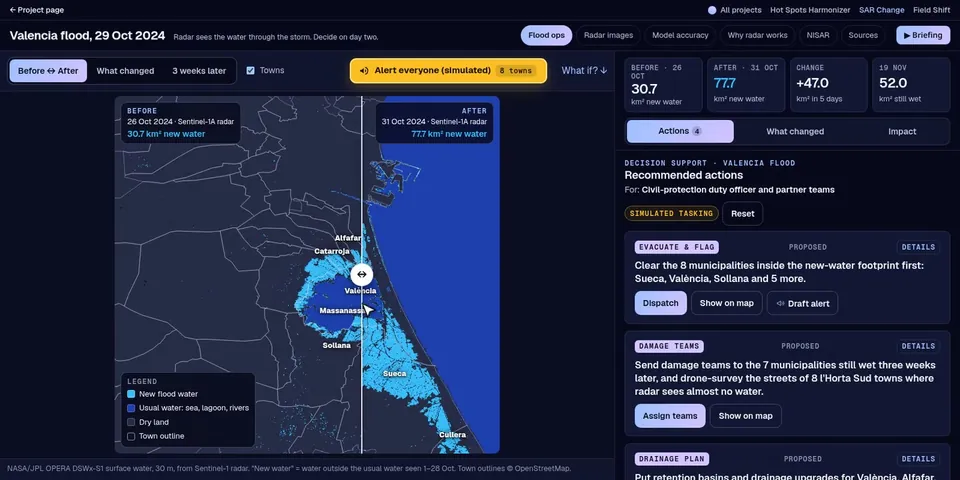 ← Project page
All projects
Hot Spots Harmonizer
SAR Change
Field Shift
Valencia flood, 29 Oct 2024
Radar sees the water through the storm. Decide on day two.
Flood ops
Radar images
Model accuracy
Why radar works
NISAR
Sources
▶ Briefing
Before ↔ After
What changed
3 weeks later
Towns
Alert everyone (simulated)
8 towns
What if? ↓
BEFORE
26 Oct 2024 · Sentinel-1A radar
30.7 km² new water
AFTER
31 Oct 2024 · Sentinel-1A radar
77.7 km² new water
Alfafar
Catarroja
València
Massanassa
Sollana
Sueca
Cullera
LEGEND
New flood water
Usual water: sea, lagoon, rivers
Dry land
Town outline
NASA/JPL OPERA DSWx-S1 surface water, 30 m, from Sentinel-1 radar. "New water" = water outside the usual water seen 1–28 Oct. Town outlines © OpenStreetMap.
BEFORE · 26
OCT
30.7
km² new water
AFTER · 31 OCT
77.7
km² new water
CHANGE
+47.0
km² in 5 days
19 NOV
52.0
km² still wet
Actions 4
What changed
Impact
DECISION SUPPORT · VALENCIA FLOOD
Recommended actions
For: Civil-protection duty officer and partner teams
SIMULATED TASKING
Reset
EVACUATE & FLAG
PROPOSED
DETAILS
Clear the 8 municipalities inside the new-water footprint first:
Sueca, València, Sollana and 5 more.
Dispatch
Show on map
Draft alert
DAMAGE TEAMS
PROPOSED
DETAILS
Send damage teams to the 7 municipalities still wet three weeks
later, and drone-survey the streets of 8 l'Horta Sud towns where
radar sees almost no water.
Assign teams
Show on map
DRAINAGE PLAN
PROPOSED
DETAILS
Put retention basins and drainage upgrades for València, Alfafar,